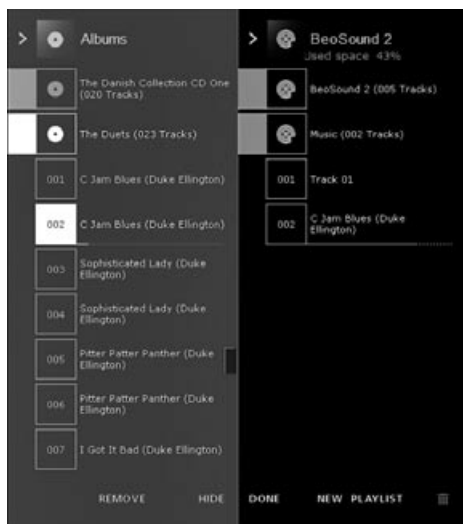 > Albums
The Danish Collection CD One
(020 Tracks)
The Duets (023 Tracks)
001 C Jam Blues (Duke Ellington)
002 C Jam Blues (Duke Ellington)
003 Sophisticated Lady (Duke
Ellington)
004 Sophisticated Lady (Duke
Ellington)
005 Pitter Patter Panther (Duke
Ellington)
006 Pitter Patter Panther (Duke
Ellington)
007 I Got It Bad (Duke Ellington)
REMOVE HIDE
> BeoSound 2
Used space 43%
BeoSound 2 (005 Tracks)
Music (002 Tracks)
001 Track 01
002 C Jam Blues (Duke
Ellington)
DONE NEW PLAYLIST